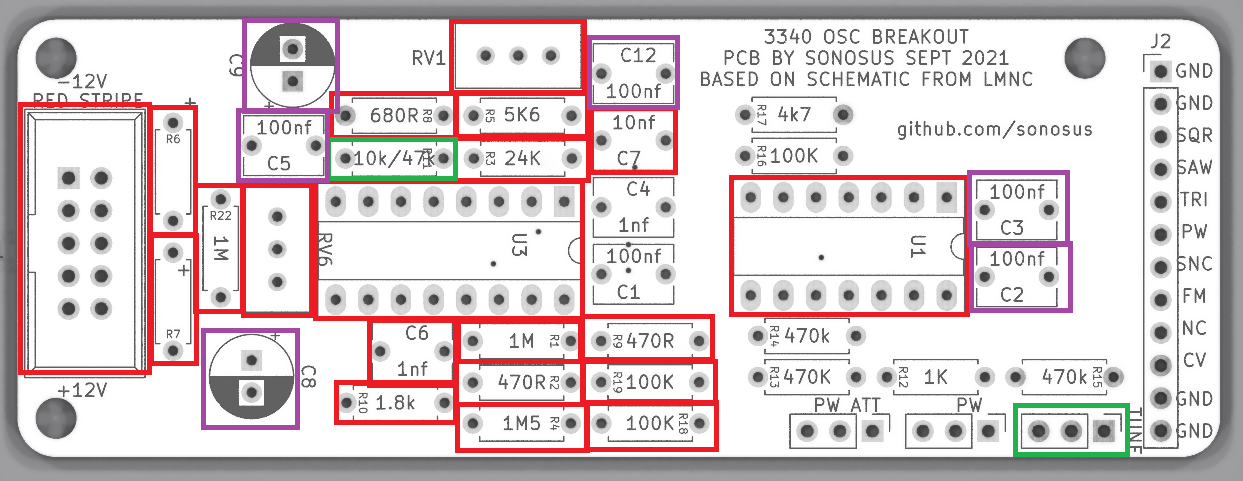 3340 OSC BREAKOUT
PCB BY SONOSUS SEPT 2021
BASED ON SCHEMATIC FROM LMNC
github.com/sonosus
J2
GND
GND
SQR
SAW
TRI
PW
SNC
FM
NC
CV
GND
GND
-12V
RED STRIPE
+
+12V
C9
+
RV1
C12
100nf
R6
680R R8
R5 5K6
10nf
C7
R17 4k7
100nf
C5
10k/47k R11
R3 24K
R16 100K
R22
1M
RV6
U3
C4
1nf
100nf
C1
U1
100nf
C3
100nf
C2
+
R7
C8
+
C6
1nf
1M R1
R9 470R
R14 470k
470R R2
R19 100K
R13 470K
R12 1K
470k R15
R10 1.8k
1M5 R4
100K R18
PW ATT
PW
TUNE